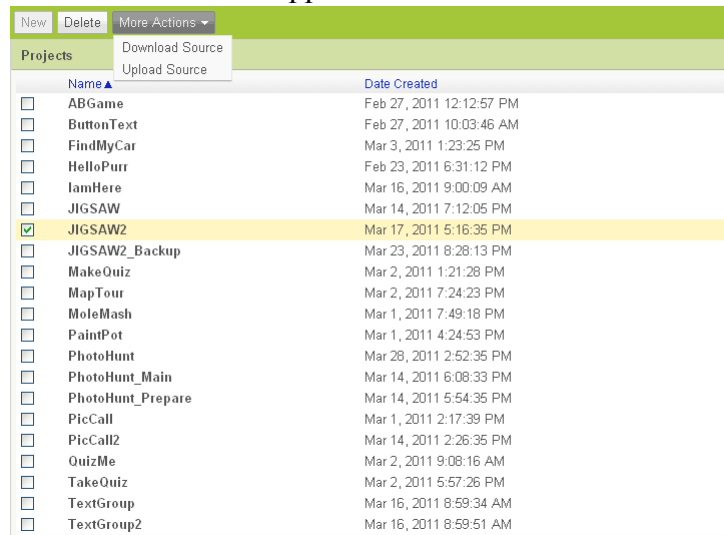 New Delete More Actions
Projects
Download Source
Upload Source
Name Date Created
ABGame Feb 27, 2011 12:12:57 PM
ButtonText Feb 27, 2011 10:03:46 AM
FindMyCar Mar 3, 2011 1:23:25 PM
HelloPurr Feb 23, 2011 6:31:12 PM
IamHere Mar 16, 2011 9:00:09 AM
JIGSAW Mar 14, 2011 7:12:05 PM
JIGSAW2 Mar 17, 2011 5:16:35 PM
JIGSAW2_Backup Mar 23, 2011 8:28:13 PM
MakeQuiz Mar 2, 2011 1:21:28 PM
MapTour Mar 2, 2011 7:24:23 PM
MoleMash Mar 1, 2011 7:49:18 PM
PaintPot Mar 1, 2011 4:24:53 PM
PhotoHunt Mar 28, 2011 2:52:35 PM
PhotoHunt_Main Mar 14, 2011 6:08:33 PM
PhotoHunt_Prepare Mar 14, 2011 5:54:35 PM
PicCall Mar 1, 2011 2:17:39 PM
PicCall2 Mar 14, 2011 2:26:35 PM
QuizMe Mar 2, 2011 9:08:16 AM
TakeQuiz Mar 2, 2011 5:57:26 PM
TextGroup Mar 16, 2011 8:59:34 AM
TextGroup2 Mar 16, 2011 8:59:51 AM